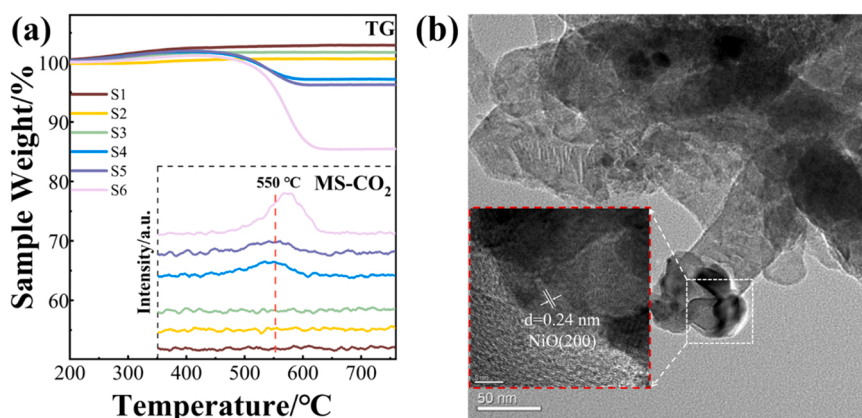 (a)
TG
Sample Weight/%
100
90
80
70
60
S1
S2
S3
S4
S5
S6
550 °C
MS-CO₂
Intensity/a.u.
200
300
400
500
600
700
Temperature/°C
(b)
d=0.24 nm
NiO(200)
50 nm